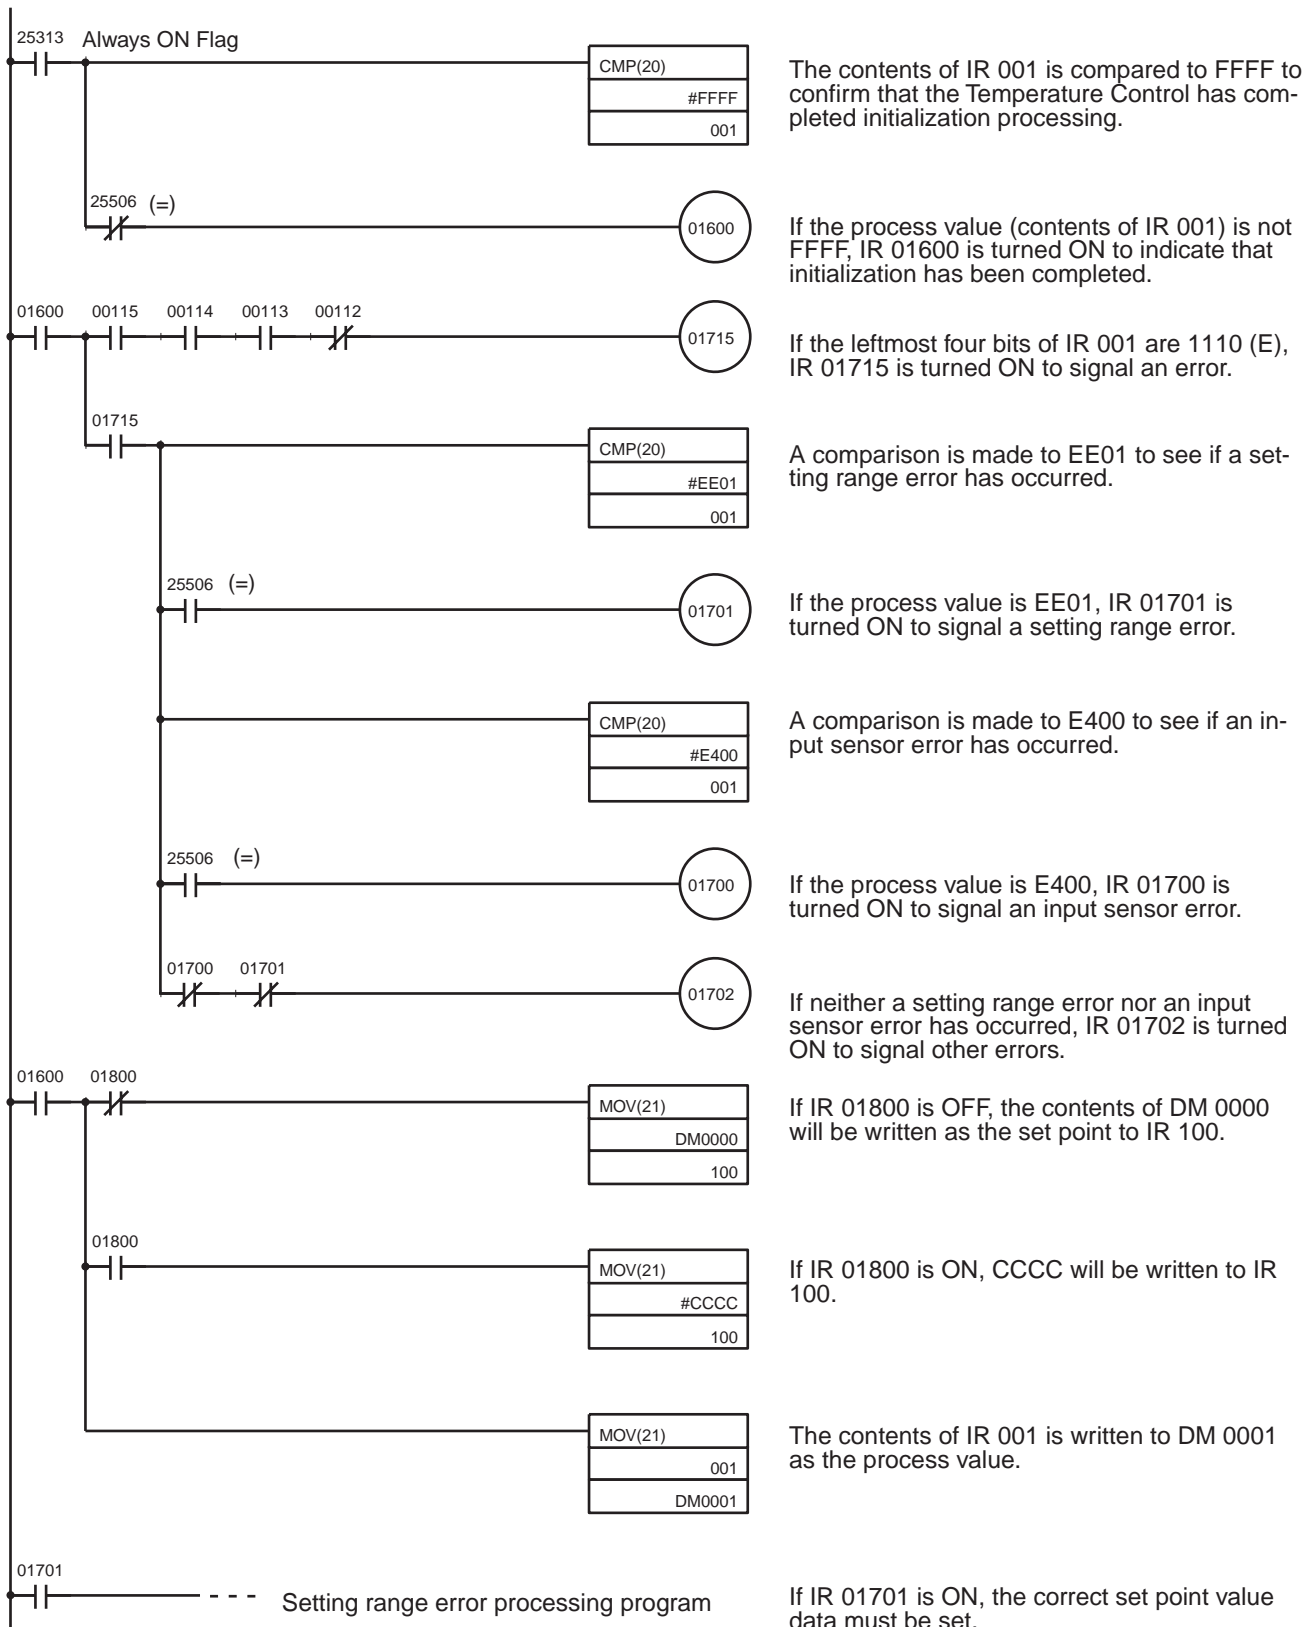 25313 Always ON Flag
CMP(20)
#FFFF
001
The contents of IR 001 is compared to FFFF to
confirm that the Temperature Control has com-
pleted initialization processing.
25506 (=)
01600
If the process value (contents of IR 001) is not
FFFF, IR 01600 is turned ON to indicate that
initialization has been completed.
01600 00115 00114 00113 00112
01715
If the leftmost four bits of IR 001 are 1110 (E),
IR 01715 is turned ON to signal an error.
01715
CMP(20)
#EE01
001
A comparison is made to EE01 to see if a set-
ting range error has occurred.
25506 (=)
01701
If the process value is EE01, IR 01701 is
turned ON to signal a setting range error.
CMP(20)
#E400
001
A comparison is made to E400 to see if an in-
put sensor error has occurred.
25506 (=)
01700
If the process value is E400, IR 01700 is
turned ON to signal an input sensor error.
01700 01701
01702
If neither a setting range error nor an input
sensor error has occurred, IR 01702 is turned
ON to signal other errors.
01600 01800
MOV(21)
DM0000
100
If IR 01800 is OFF, the contents of DM 0000
will be written as the set point to IR 100.
01800
MOV(21)
#CCCC
100
If IR 01800 is ON, CCCC will be written to IR
100.
MOV(21)
001
DM0001
The contents of IR 001 is written to DM 0001
as the process value.
01701
Setting range error processing program
If IR 01701 is ON, the correct set point value
data must be set.